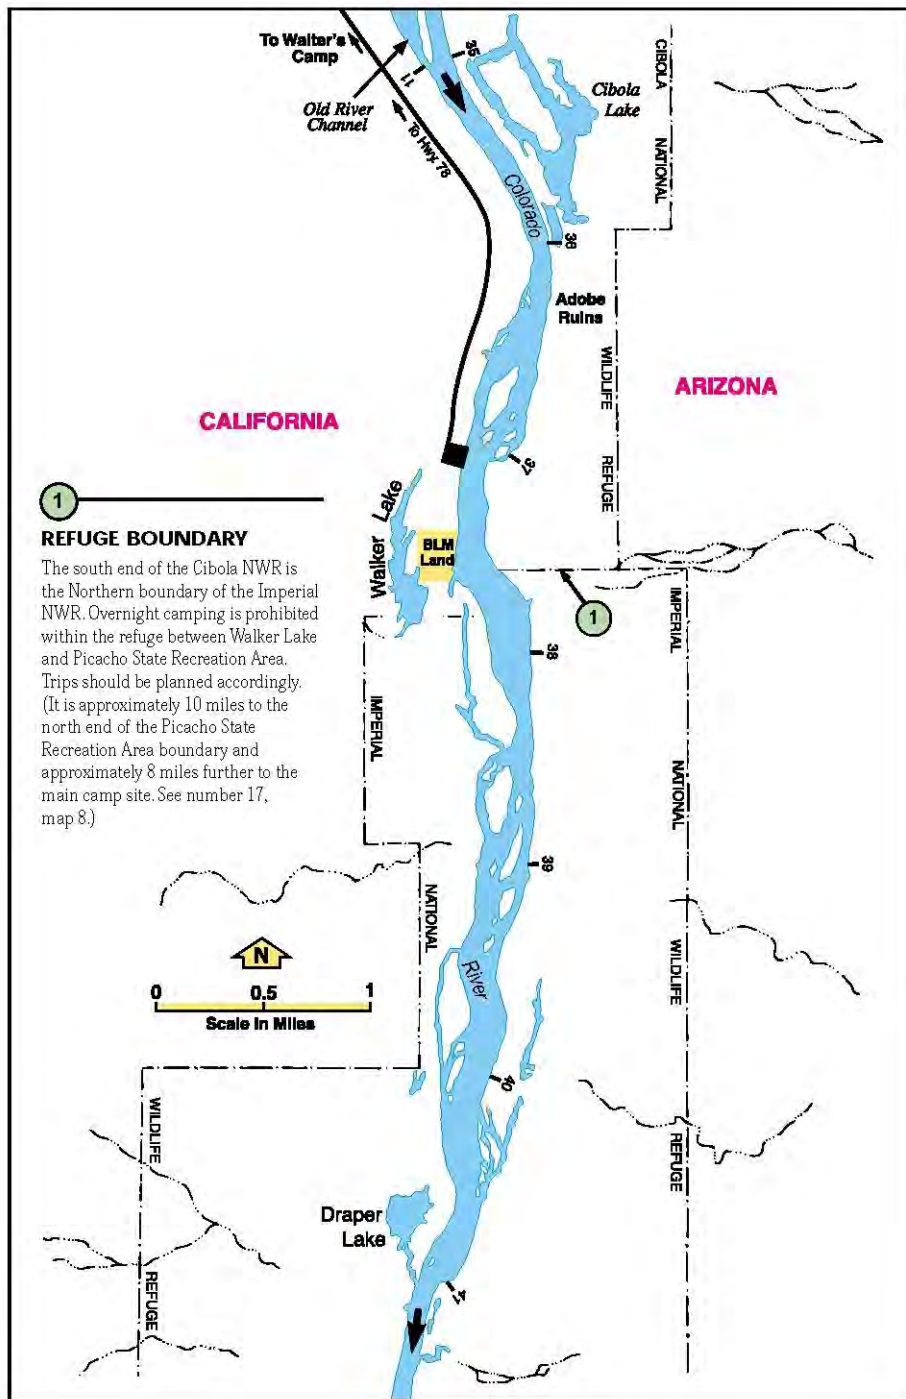 To Walter's
Camp
Old River
Channel
11
35
To Hwy. 78
Cibola
Lake
CIBOLA
NATIONAL
Colorado
36
Adobe
Ruins
WILDLIFE
REFUGE
ARIZONA
CALIFORNIA
37
1
REFUGE BOUNDARY
The south end of the Cibola NWR is
the Northern boundary of the Imperial
NWR. Overnight camping is prohibited
within the refuge between Walker Lake
and Picacho State Recreation Area.
Trips should be planned accordingly.
(It is approximately 10 miles to the
north end of the Picacho State
Recreation Area boundary and
approximately 8 miles further to the
main camp site. See number 17,
map 8.)
Walker Lake
BLM
Land
1
38
IMPERIAL
NATIONAL
WILDLIFE
REFUGE
IMPERIAL
NATIONAL
WILDLIFE
REFUGE
39
River
N
0 0.5 1
Scale in Miles
40
Draper
Lake
41